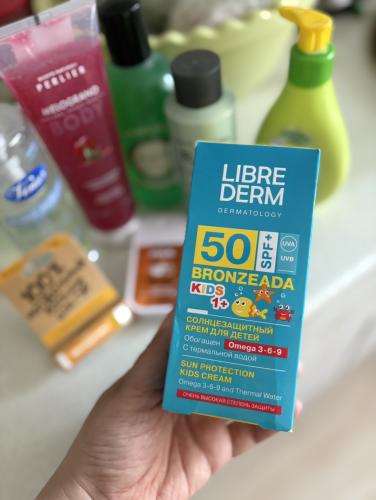 PERLIER
MELOGRANO
BODY
100%
LIBRE
DERM
DERMATOLOGY
50
SPF+
UVA
UVB
BRONZEADA
KIDS
1+
СОЛНЦЕЗАЩИТНЫЙ
КРЕМ ДЛЯ ДЕТЕЙ
Обогащен Omega 3-6-9
С термальной водой
SUN PROTECTION
KIDS CREAM
Omega 3-6-9 and Thermal Water
ОЧЕНЬ ВЫСОКАЯ СТЕПЕНЬ ЗАЩИТЫ